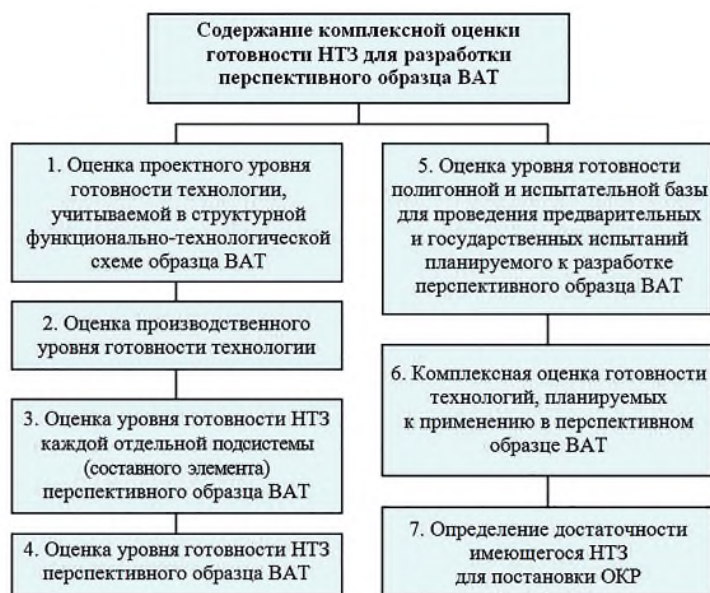 Содержание комплексной оценки
готовности НТЗ для разработки
перспективного образца ВАТ
1. Оценка проектного уровня
готовности технологии,
учитываемой в структурной
функционально-технологической
схеме образца ВАТ
2. Оценка производственного
уровня готовности технологии
3. Оценка уровня готовности НТЗ
каждой отдельной подсистемы
(составного элемента)
перспективного образца ВАТ
4. Оценка уровня готовности НТЗ
перспективного образца ВАТ
5. Оценка уровня готовности
полигонной и испытательной базы
для проведения предварительных
и государственных испытаний
планируемого к разработке
перспективного образца ВАТ
6. Комплексная оценка готовности
технологий, планируемых
к применению в перспективном
образце ВАТ
7. Определение достаточности
имеющегося НТЗ
для постановки ОКР